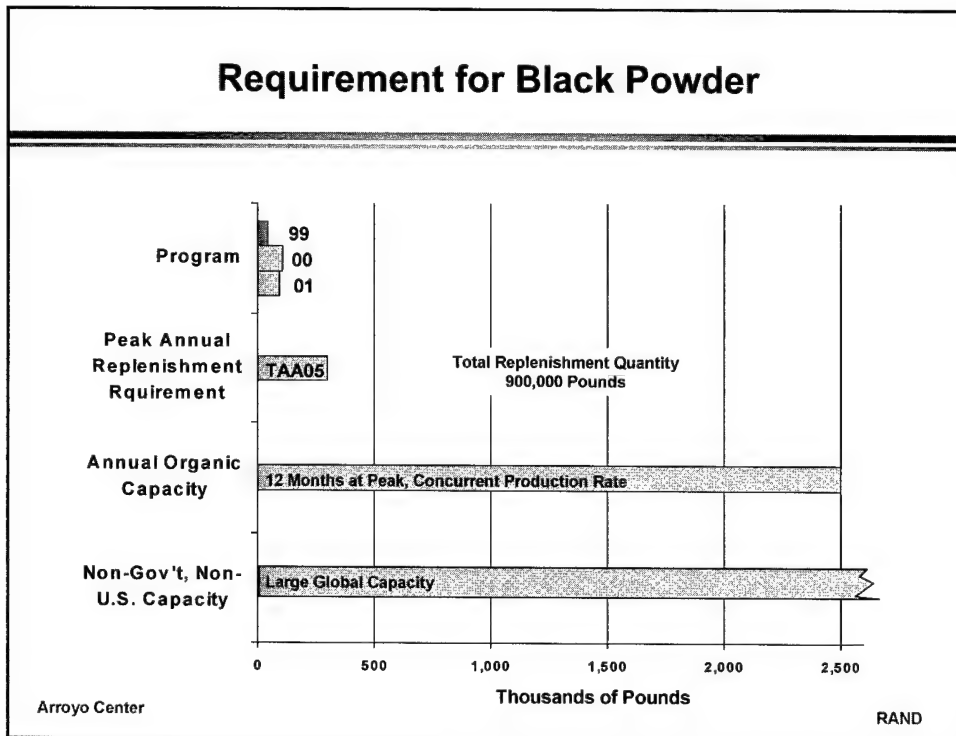 Requirement for Black Powder
Program
99
00
01
Peak Annual
Replenishment
Rquirement
TAA05
Total Replenishment Quantity
900,000 Pounds
Annual Organic
Capacity
12 Months at Peak, Concurrent Production Rate
Non-Gov't, Non-
U.S. Capacity
Large Global Capacity
0
500
1,000
1,500
2,000
2,500
Thousands of Pounds
Arroyo Center
RAND